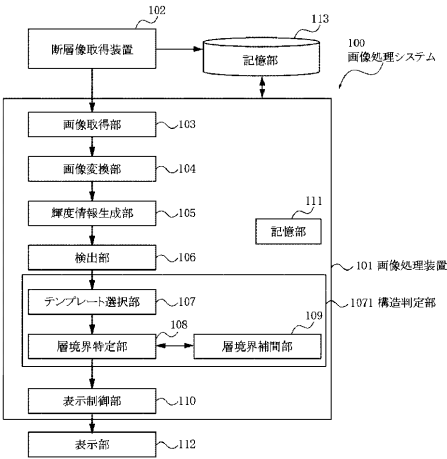 102
断層像取得装置
113
記憶部
100
画像処理システム
画像取得部
103
画像変換部
104
輝度情報生成部
105
111
記憶部
検出部
106
101 画像処理装置
テンプレート選択部
107
1071 構造判定部
108
109
層境界特定部
層境界補間部
表示制御部
110
表示部
112